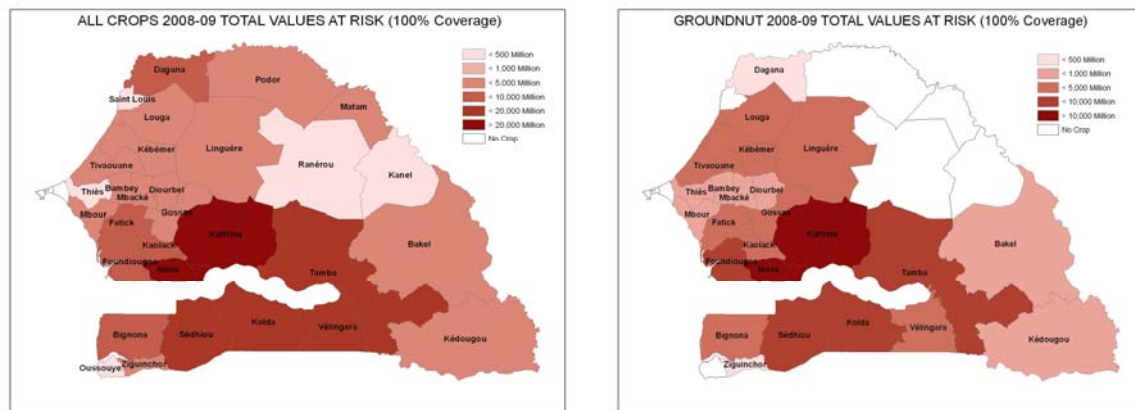 ALL CROPS 2008-09 TOTAL VALUES AT RISK (100% Coverage)
< 500 Million
< 1,000 Million
< 5,000 Million
< 10,000 Million
< 20,000 Million
> 20,000 Million
No Crop
Dagana
Podor
Saint Louis
Matam
Louga
Kébémer
Linguére
Ranérou
Kanel
Tivaouane
Thiès
Bambey
Diourbel
Mbacké
Mbour
Gossas
Fatick
Kaffrine
Bakel
Kaolack
Foundiougne
Nioro
Tamba
Bignona
Sédhiou
Kolda
Vélingara
Kédougou
Oussouye
Ziguinchor
GROUNDNUT 2008-09 TOTAL VALUES AT RISK (100% Coverage)
< 500 Million
< 1,000 Million
< 5,000 Million
< 10,000 Million
> 10,000 Million
No Crop
Dagana
Louga
Kébémer
Linguére
Tivaouane
Thiès
Bambey
Diourbel
Mbacké
Mbour
Gossas
Fatick
Kaffrine
Bakel
Kaolack
Foundiougne
Nioro
Tamba
Bignona
Sédhiou
Kolda
Vélingara
Kédougou
Ziguinchor